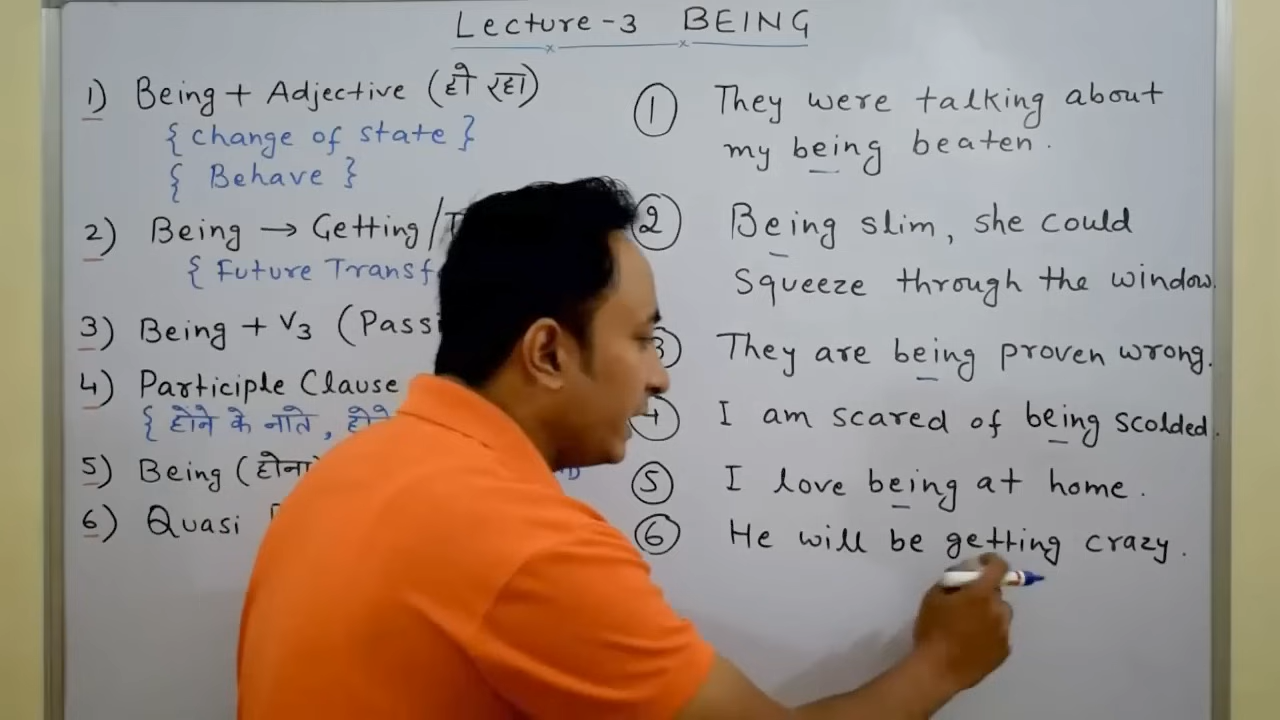 Lecture-3 BEING
1) Being + Adjective (हो रहा)
{ Change of state }
{ Behave }
2) Being → Getting /
{ Future
3) Being + V3
4) Participle Clause
{ होने के नाते ,
5) Being (होना
6) Quasi
① They were talking about
my being beaten.
② Being slim, she could
squeeze through the window.
③ They are being proven wrong.
④ I am scared of being scolded.
⑤ I love being at home.
⑥ He will be getting crazy.